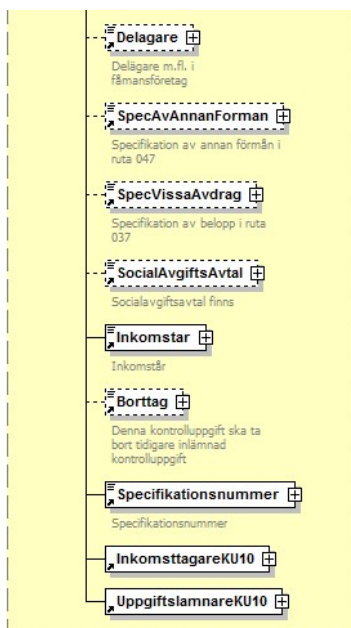 Delagare
Delägare m.fl. i
fåmansföretag
SpecAvAnnanForman
Specifikation av annan förmån i
ruta 047
SpecVissaAvdrag
Specifikation av belopp i ruta
037
SocialAvgiftsAvtal
Socialavgiftsavtal finns
Inkomstar
Inkomstår
Borttag
Denna kontrolluppgift ska ta
bort tidigare inlämnad
kontrolluppgift
Specifikationsnummer
Specifikationsnummer
InkomsttagareKU10
UppgiftslamnareKU10